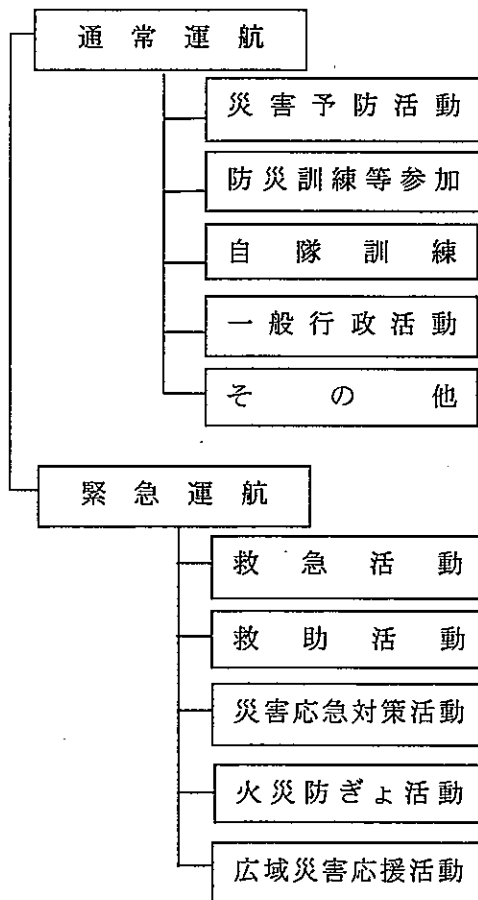 通常運航
災害予防活動
防災訓練等参加
自隊訓練
一般行政活動
その他
緊急運航
救急活動
救助活動
災害応急対策活動
火災防ぎょ活動
広域災害応援活動